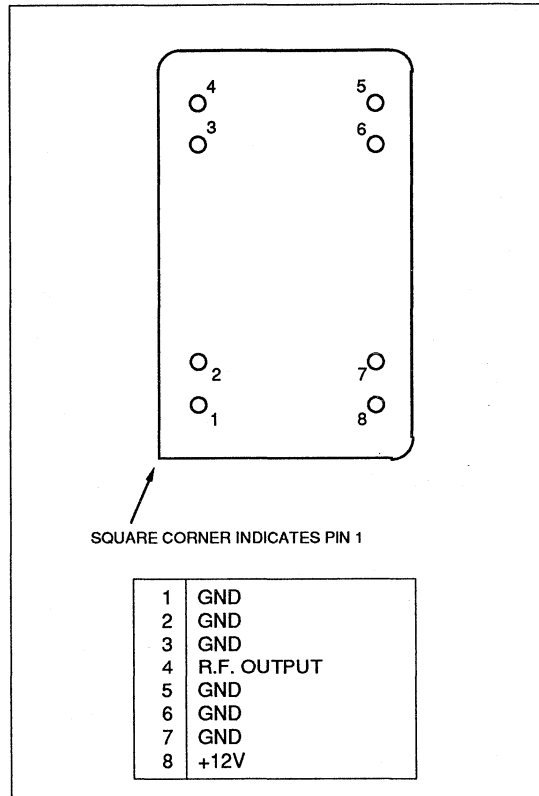 4 5
3 6
2 7
1 8
SQUARE CORNER INDICATES PIN 1
1 GND
2 GND
3 GND
4 R.F. OUTPUT
5 GND
6 GND
7 GND
8 +12V